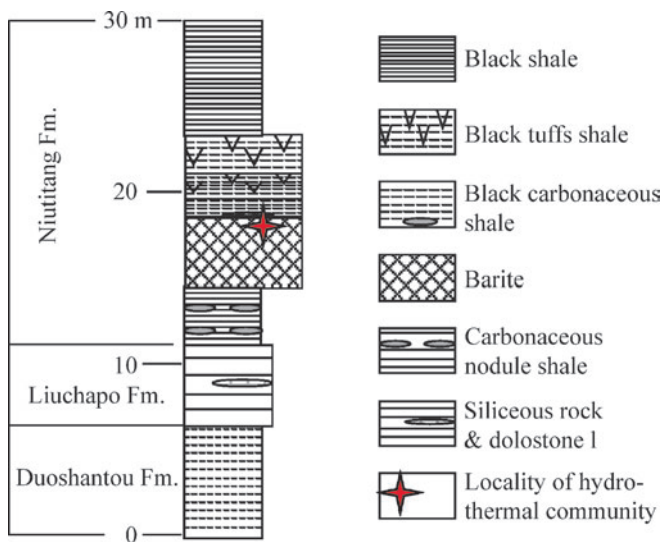 30 m
20
10
0
Niutitang Fm.
Liuchapo Fm.
Duoshantou Fm.
Black shale
Black tuffs shale
Black carbonaceous
shale
Barite
Carbonaceous
nodule shale
Siliceous rock
& dolostone l
Locality of hydro-
thermal community